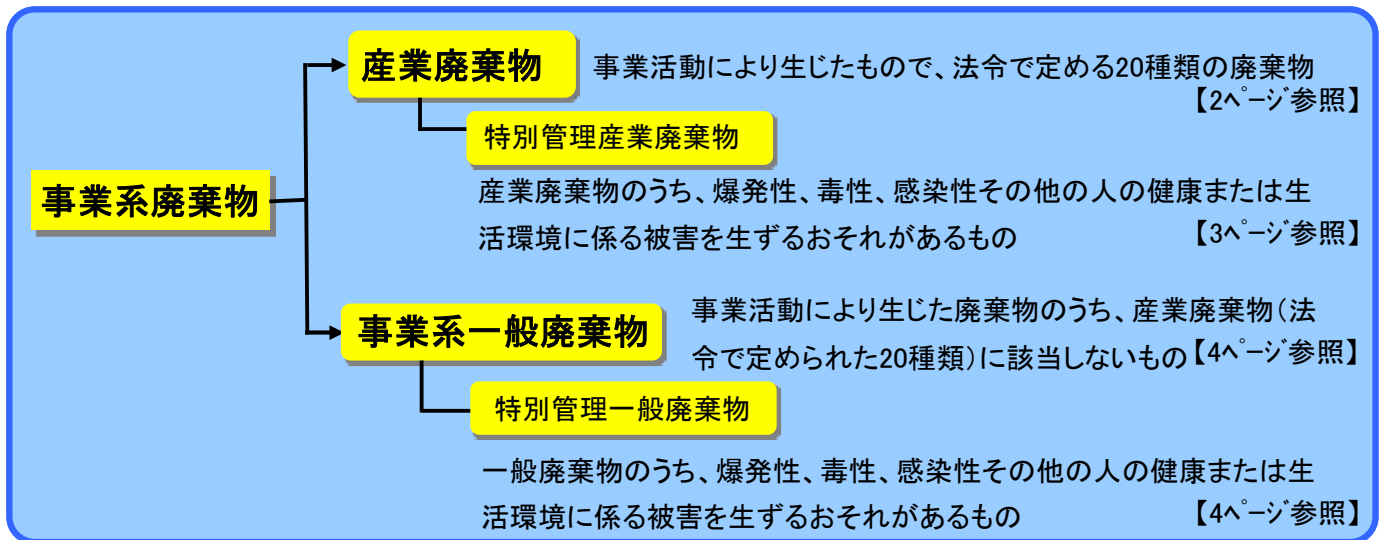 産業廃棄物
事業活動により生じたもので、法令で定める20種類の廃棄物
【2ﾍﾟｰｼﾞ参照】
特別管理産業廃棄物
事業系廃棄物
産業廃棄物のうち、爆発性、毒性、感染性その他の人の健康または生
活環境に係る被害を生ずるおそれがあるもの
【3ﾍﾟｰｼﾞ参照】
事業系一般廃棄物
事業活動により生じた廃棄物のうち、産業廃棄物(法
令で定められた20種類)に該当しないもの【4ﾍﾟｰｼﾞ参照】
特別管理一般廃棄物
一般廃棄物のうち、爆発性、毒性、感染性その他の人の健康または生
活環境に係る被害を生ずるおそれがあるもの
【4ﾍﾟｰｼﾞ参照】